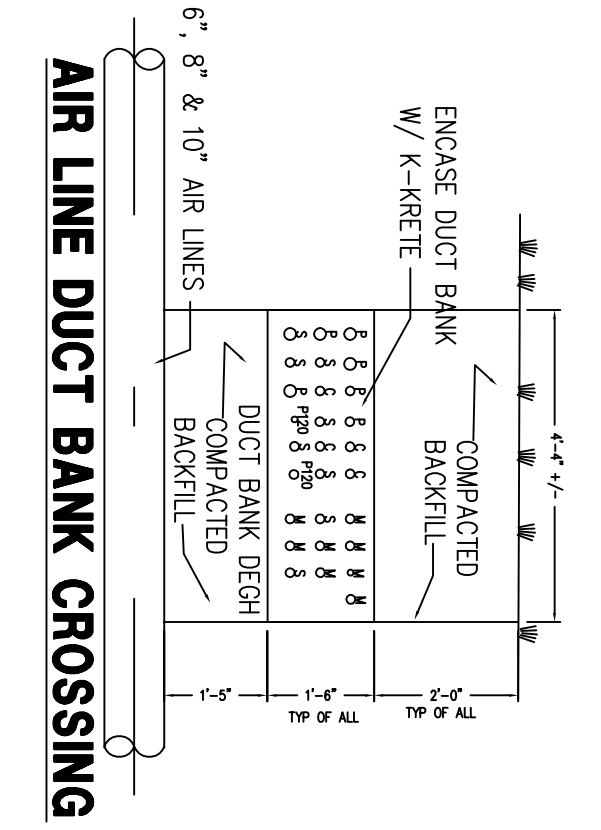 4'-4" +/-
ENCASE DUCT BANK
W/ K-KRETE
COMPACTED
BACKFILL
2'-0"
TYP OF ALL
P P P P C C M M M M
P P C S C S S M M
S S P P120 S P120 M M S
1'-6"
TYP OF ALL
DUCT BANK DEGH
COMPACTED
BACKFILL
1'-5"
6", 8" & 10" AIR LINES
AIR LINE DUCT BANK CROSSING